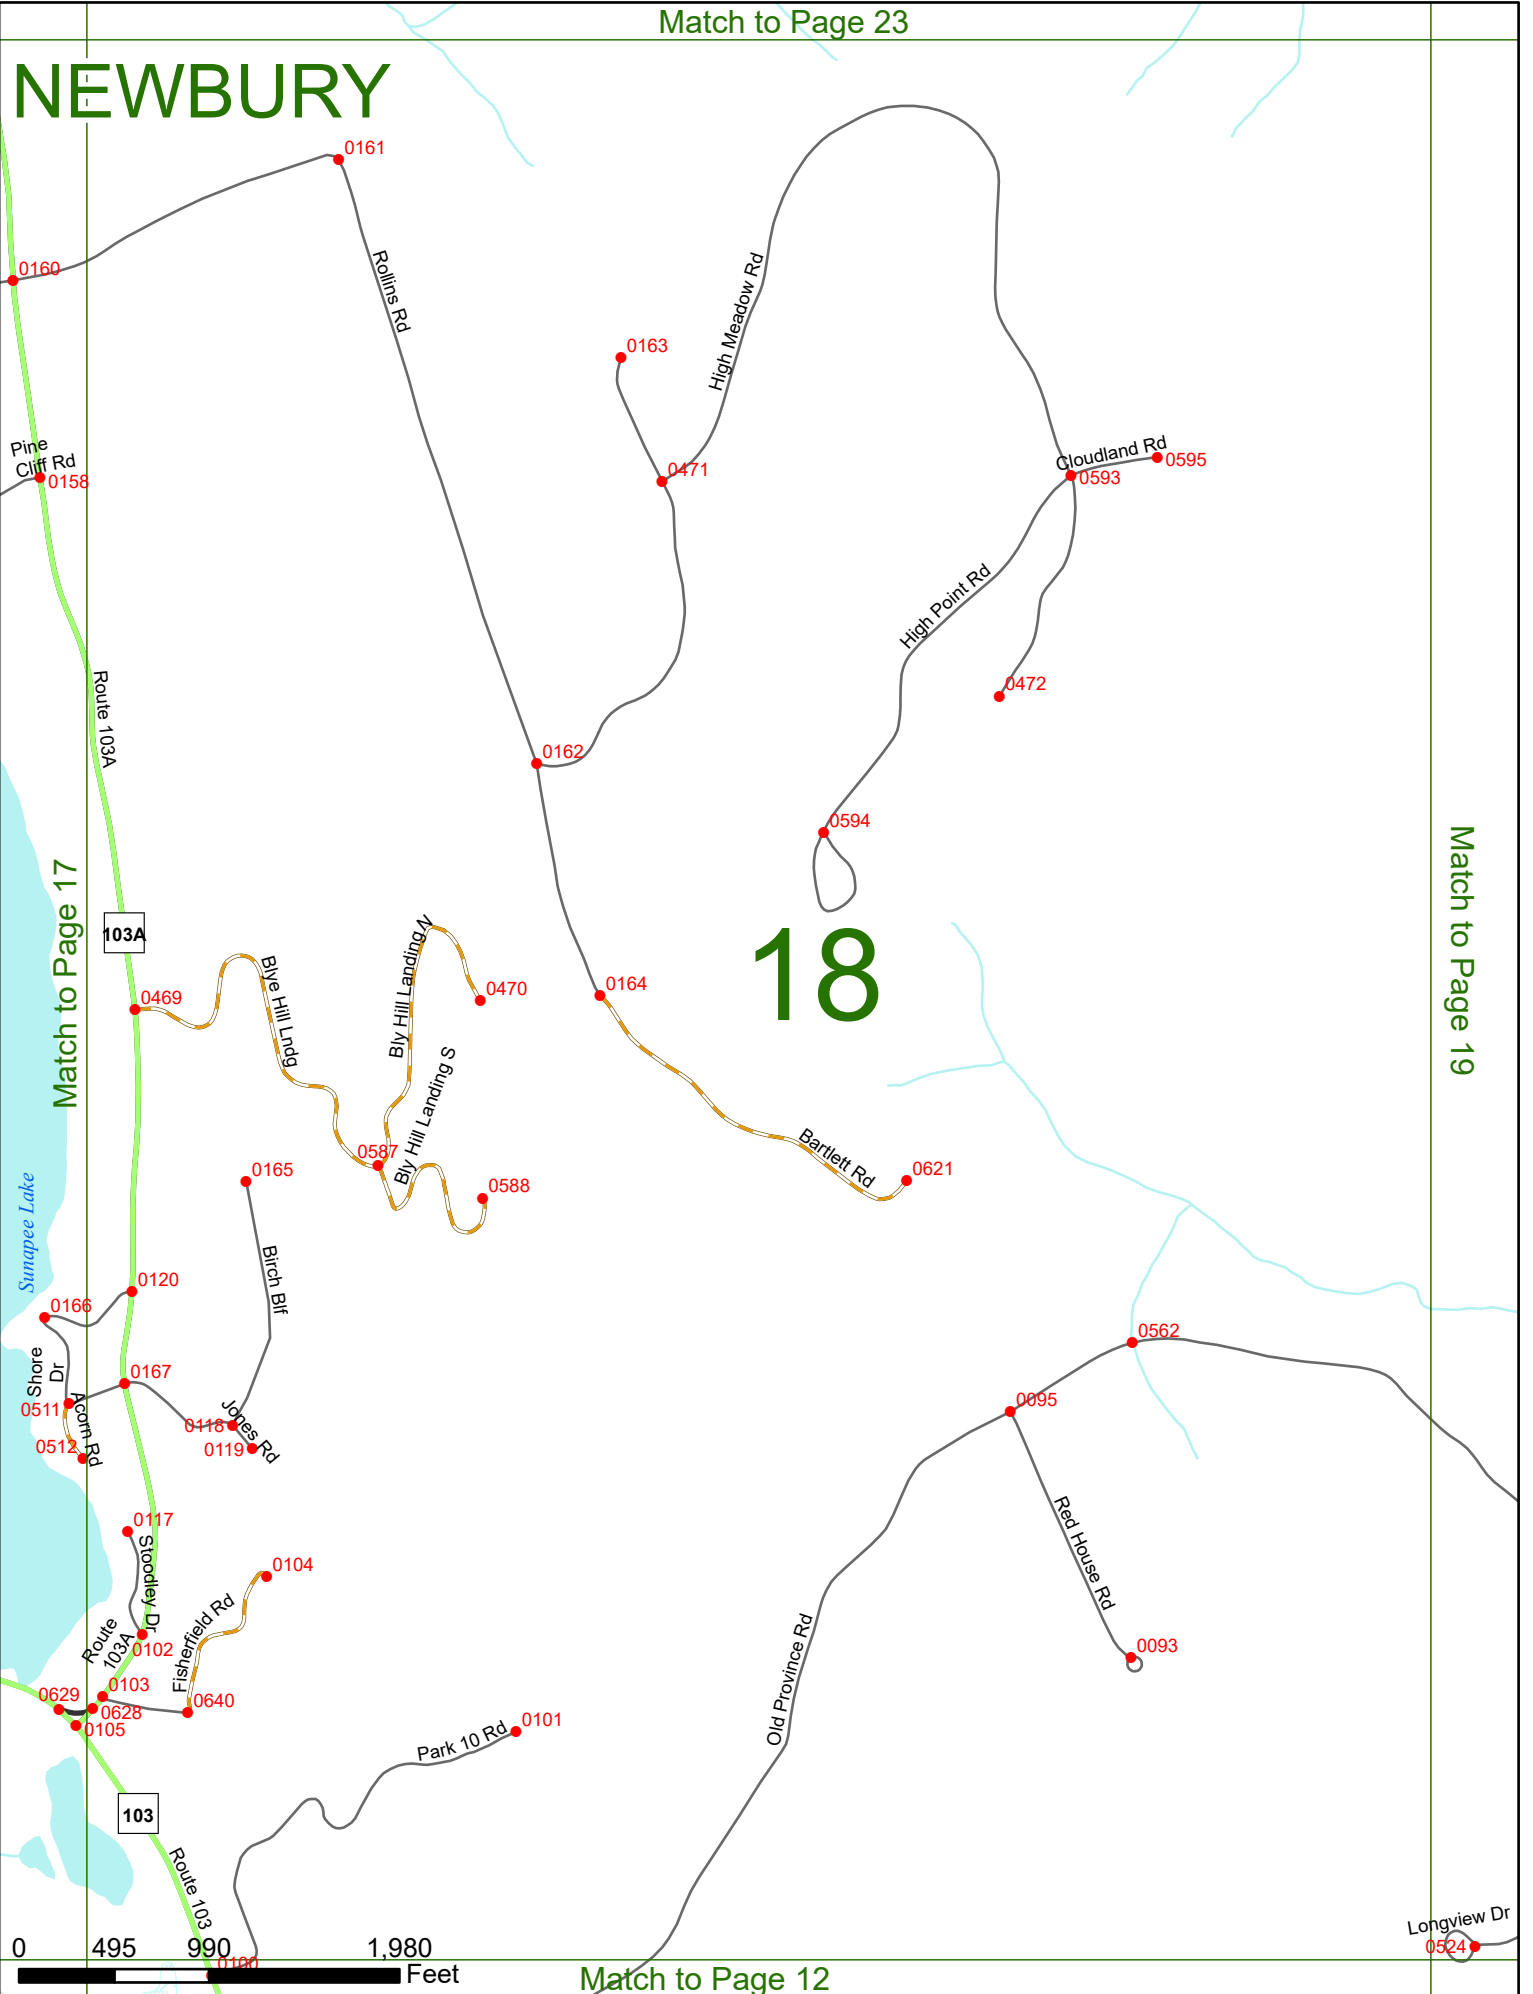 Match to Page 23
NEWBURY
0161
Rollins Rd
0160
High Meadow Rd
0163
Pine
Cliff Rd
0158
0471
Cloudland Rd
0595
0593
High Point Rd
0472
Route 103A
0162
0594
Match to Page 17
Match to Page 19
103A
18
Blye Hill Lndg
Bly Hill Landing N
0469
0470
0164
Bly Hill Landing S
Bartlett Rd
0587
0165
0588
0621
Sunapee Lake
Birch Blf
0120
0166
0562
Shore
Dr
0167
0511
Acorn Rd
0095
0118
Jones Rd
0119
0512
Red House Rd
0117
Stoodley Dr
0104
Fisherfield Rd
Route
103A
0102
Old Province Rd
0093
0103
0629
0628
0640
0105
0101
Park 10 Rd
103
Route 103
Longview Dr
0524
0
495
990
1,980
0100
Feet
Match to Page 12